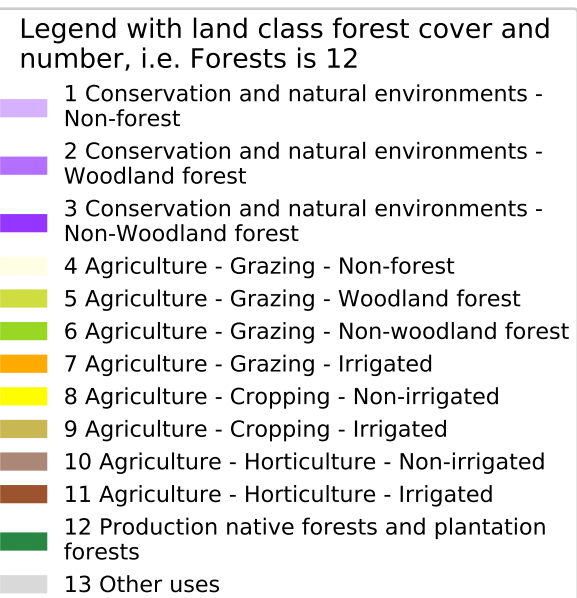 Legend with land class forest cover and
number, i.e. Forests is 12
1 Conservation and natural environments -
Non-forest
2 Conservation and natural environments -
Woodland forest
3 Conservation and natural environments -
Non-Woodland forest
4 Agriculture - Grazing - Non-forest
5 Agriculture - Grazing - Woodland forest
6 Agriculture - Grazing - Non-woodland forest
7 Agriculture - Grazing - Irrigated
8 Agriculture - Cropping - Non-irrigated
9 Agriculture - Cropping - Irrigated
10 Agriculture - Horticulture - Non-irrigated
11 Agriculture - Horticulture - Irrigated
12 Production native forests and plantation
forests
13 Other uses